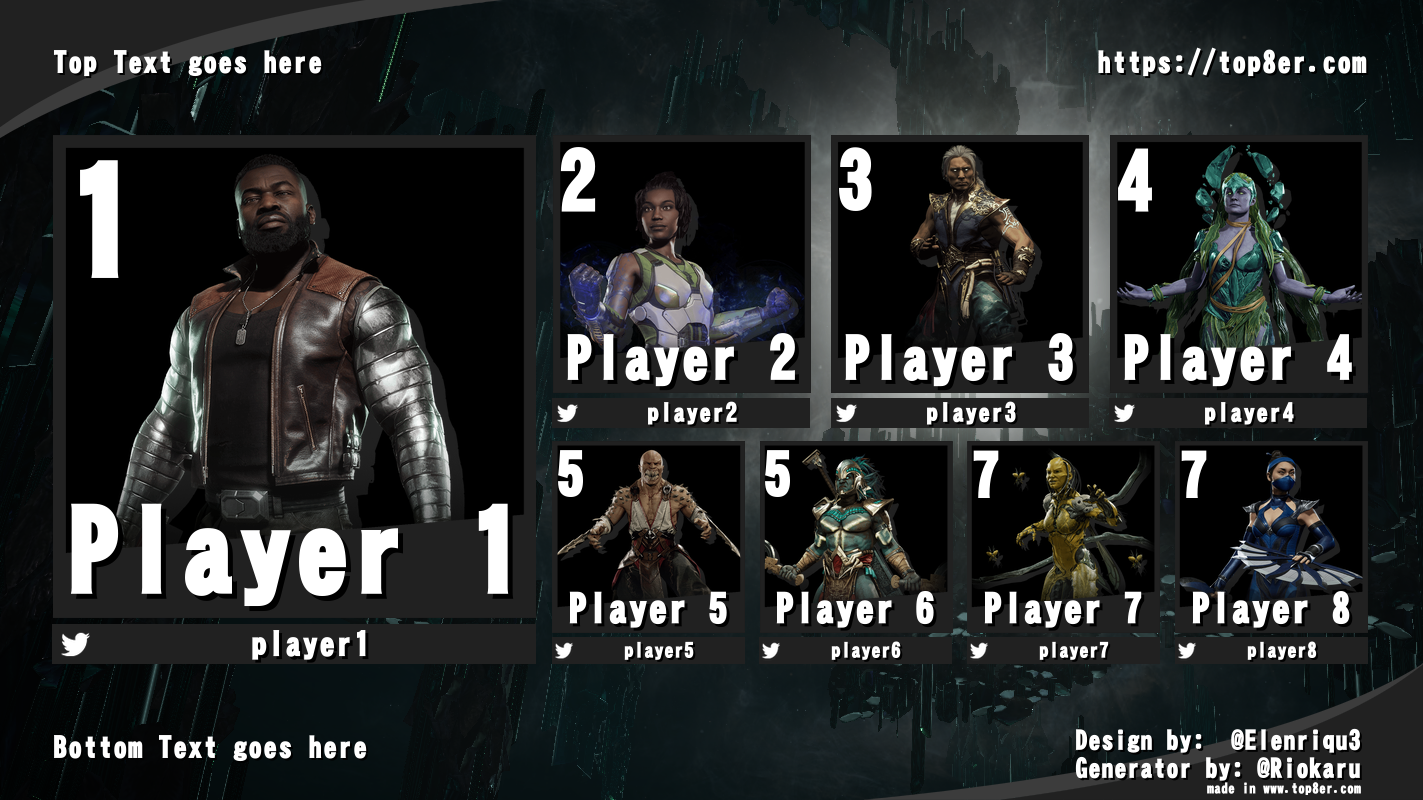 Top Text goes here
https://top8er.com
1
Player 1
player1
2
Player 2
player2
3
Player 3
player3
4
Player 4
player4
5
Player 5
player5
5
Player 6
player6
7
Player 7
player7
7
Player 8
player8
Bottom Text goes here
Design by: @Elenriqu3
Generator by: @Riokaru
made in www.top8er.com